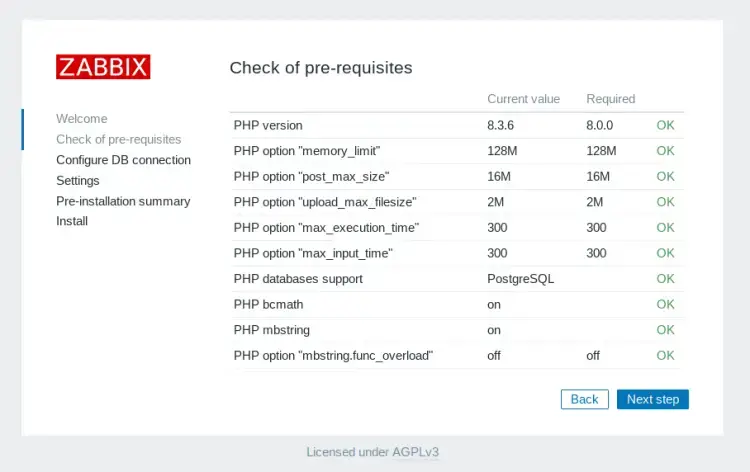 ZABBIX
Welcome
Check of pre-requisites
Configure DB connection
Settings
Pre-installation summary
Install
Check of pre-requisites
Current value Required
PHP version 8.3.6 8.0.0 OK
PHP option "memory_limit" 128M 128M OK
PHP option "post_max_size" 16M 16M OK
PHP option "upload_max_filesize" 2M 2M OK
PHP option "max_execution_time" 300 300 OK
PHP option "max_input_time" 300 300 OK
PHP databases support PostgreSQL OK
PHP bcmath on OK
PHP mbstring on OK
PHP option "mbstring.func_overload" off off OK
Back Next step
Licensed under AGPLv3